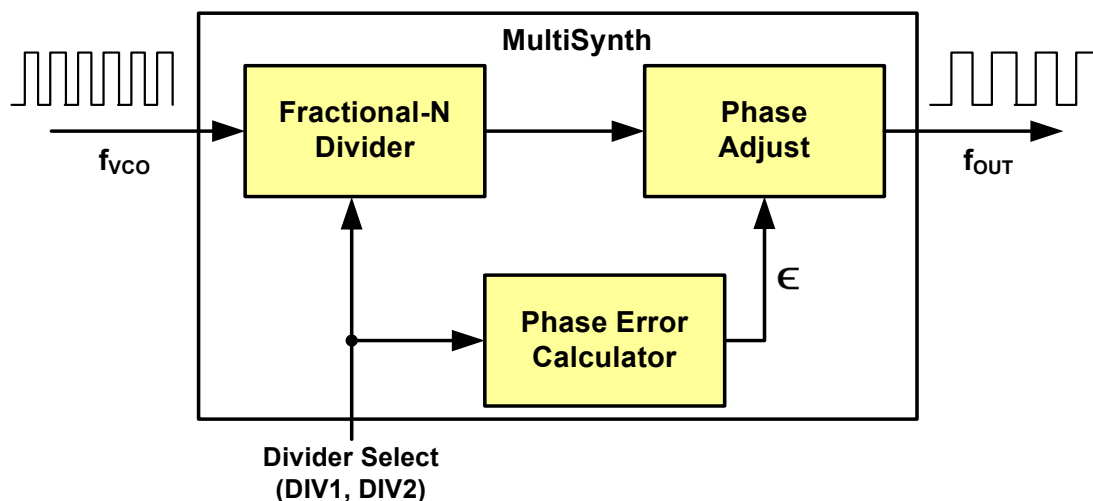 MultiSynth
Fractional-N
Divider
Phase
Adjust
fVCO
fOUT
ϵ
Phase Error
Calculator
Divider Select
(DIV1, DIV2)